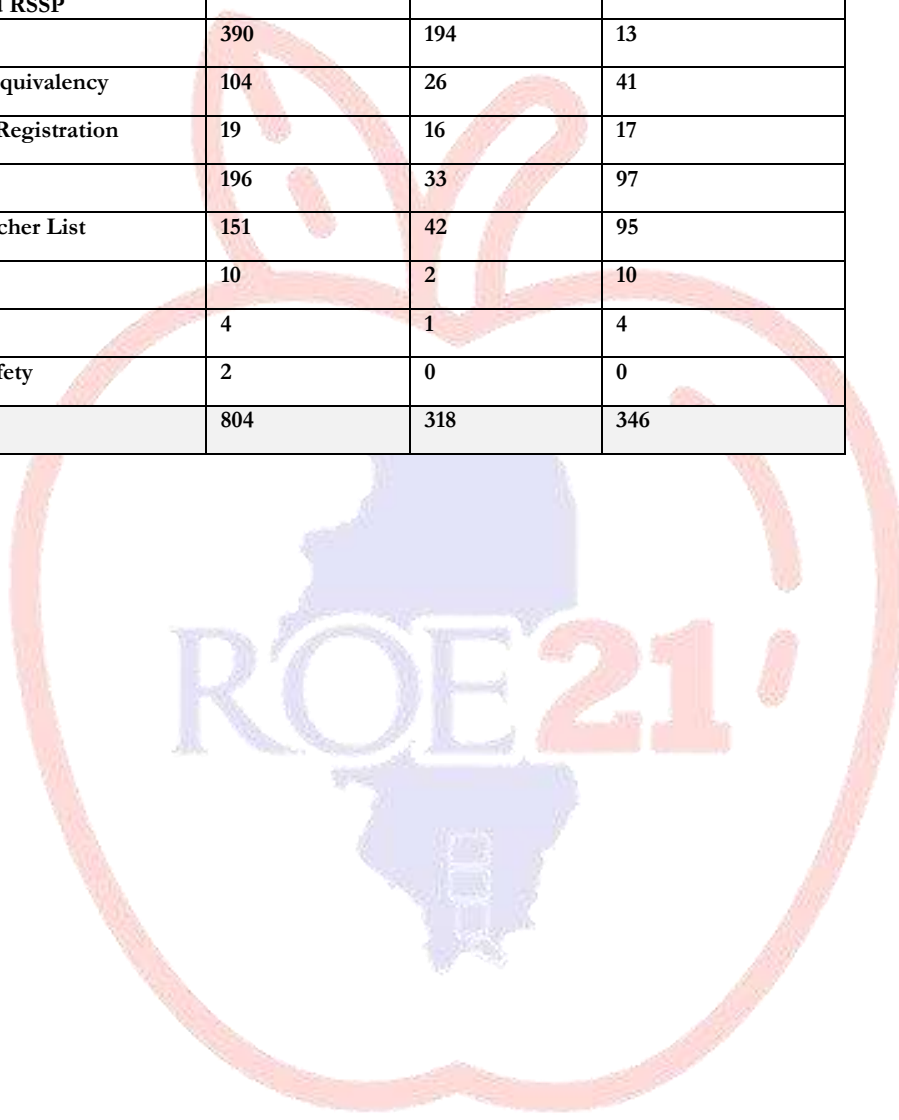 RSSP
390 194 13
quivalency 104 26 41
Registration 19 16 17
196 33 97
cher List 151 42 95
10 2 10
4 1 4
fety 2 0 0
804 318 346
ROE21